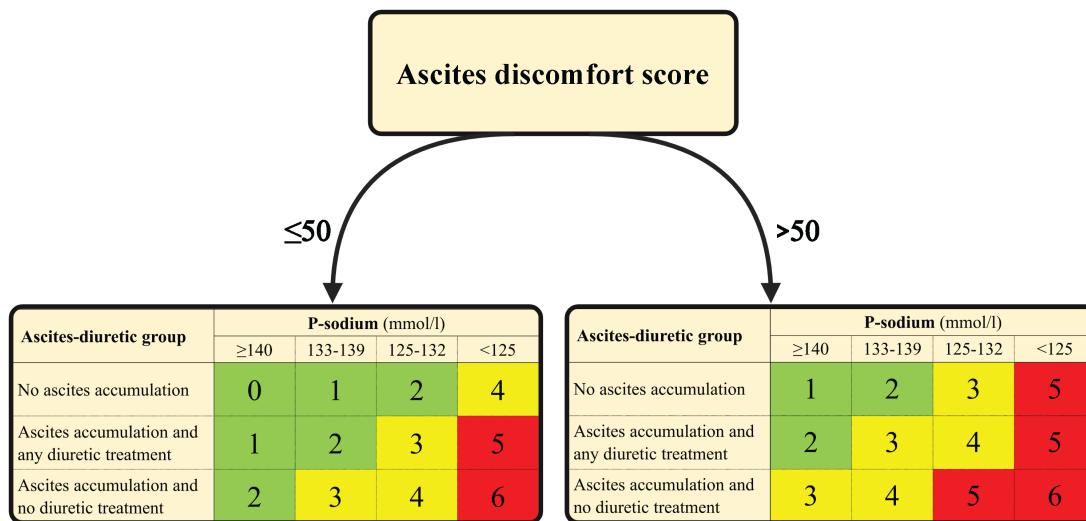 Ascites discomfort score
≤50
>50
Ascites-diuretic group
P-sodium (mmol/l)
≥140 133-139 125-132 <125
No ascites accumulation 0 1 2 4
Ascites accumulation and
any diuretic treatment 1 2 3 5
Ascites accumulation and
no diuretic treatment 2 3 4 6
Ascites-diuretic group
P-sodium (mmol/l)
≥140 133-139 125-132 <125
No ascites accumulation 1 2 3 5
Ascites accumulation and
any diuretic treatment 2 3 4 5
Ascites accumulation and
no diuretic treatment 3 4 5 6